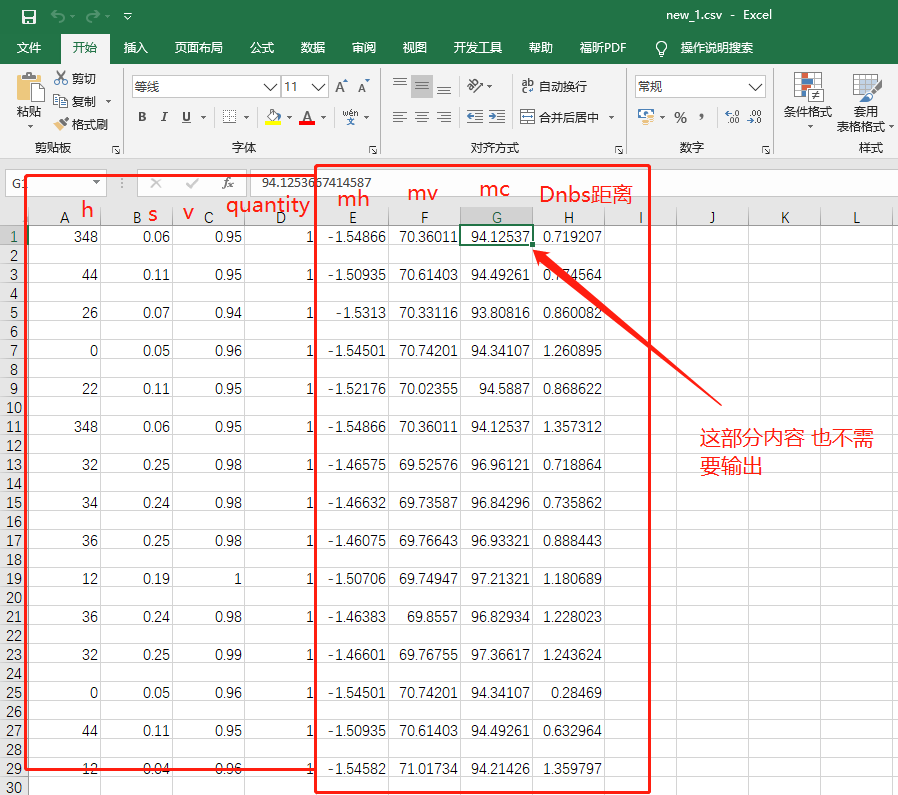 new_1.csv - Excel
文件 开始 插入 页面布局 公式 数据 审阅 视图 开发工具 帮助 福昕PDF 操作说明搜索
粘贴
剪切
复制
格式刷
剪贴板
等线 11
B I U
wén
文
字体
ab 自动换行
合并后居中
对齐方式
常规
数字
条件格式
套用
表格格式
样式
G1 fx 94.1253667414587
h s v quantity mh mv mc Dnbs距离
A B C D E F G H I J K L
1 348 0.06 0.95 1 -1.54866 70.36011 94.12537 0.719207
2
3 44 0.11 0.95 1 -1.50935 70.61403 94.49261
4
5 26 0.07 0.94 1 -1.5313 70.33116 93.80816 0.860082
6
7 0 0.05 0.96 1 -1.54501 70.74201 94.34107 1.260895
8
9 22 0.11 0.95 1 -1.52176 70.02355 94.5887 0.868622
10
11 348 0.06 0.95 1 -1.54866 70.36011 94.12537 1.357312
12
13 32 0.25 0.98 1 -1.46575 69.52576 96.96121 0.718864
14
15 34 0.24 0.98 1 -1.46632 69.73587 96.84296 0.735862
16
17 36 0.25 0.98 1 -1.46075 69.76643 96.93321 0.888443
18
19 12 0.19 1 1 -1.50706 69.74947 97.21321 1.180689
20
21 36 0.24 0.98 1 -1.46383 69.8557 96.82934 1.228023
22
23 32 0.25 0.99 1 -1.46601 69.76755 97.36617 1.243624
24
25 0 0.05 0.96 1 -1.54501 70.74201 94.34107 0.28469
26
27 44 0.11 0.95 1 -1.50935 70.61403 94.49261 0.632964
28
29 12 0.04 0.96 1 -1.54582 71.01734 94.21426 1.359797
30
这部分内容 也不需
要输出